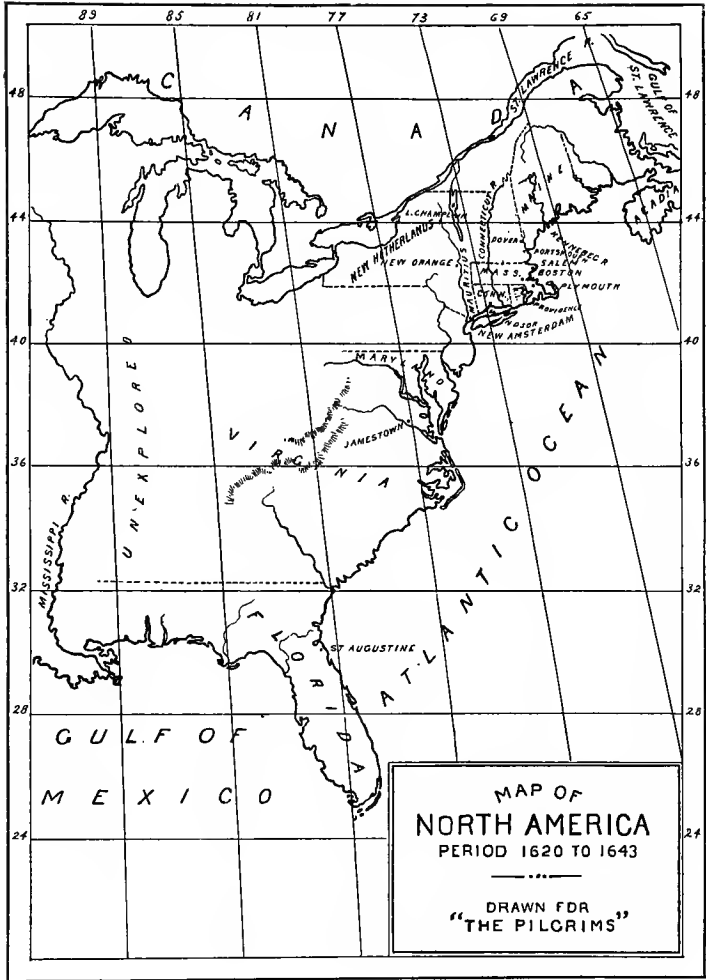 89 85 81 77 73 69 65
CANADA
ST. LAWRENCE R.
GULF OF
ST. LAWRENCE
48 48
MAINE
ACADIA
L. CHAMPLAIN
CONNECTICUT R.
44 44
NEW NETHERLANDS
DOVER
KENNEBEC R
PORTSMOUTH
NEW ORANGE
SALEM
MASS.
BOSTON
MAURITIUS
CONN.
PLYMOUTH
PROVIDENCE
NEW AMSTERDAM
40 40
MARYLAND
UNEXPLORED
VIRGINIA
JAMESTOWN
36 36
MISSISSIPPI R.
ATLANTIC OCEAN
32 32
FLORIDA
ST AUGUSTINE
28 28
GULF OF
MEXICO
24 24
MAP OF
NORTH AMERICA
PERIOD 1620 TO 1643
DRAWN FOR
"THE PILGRIMS"